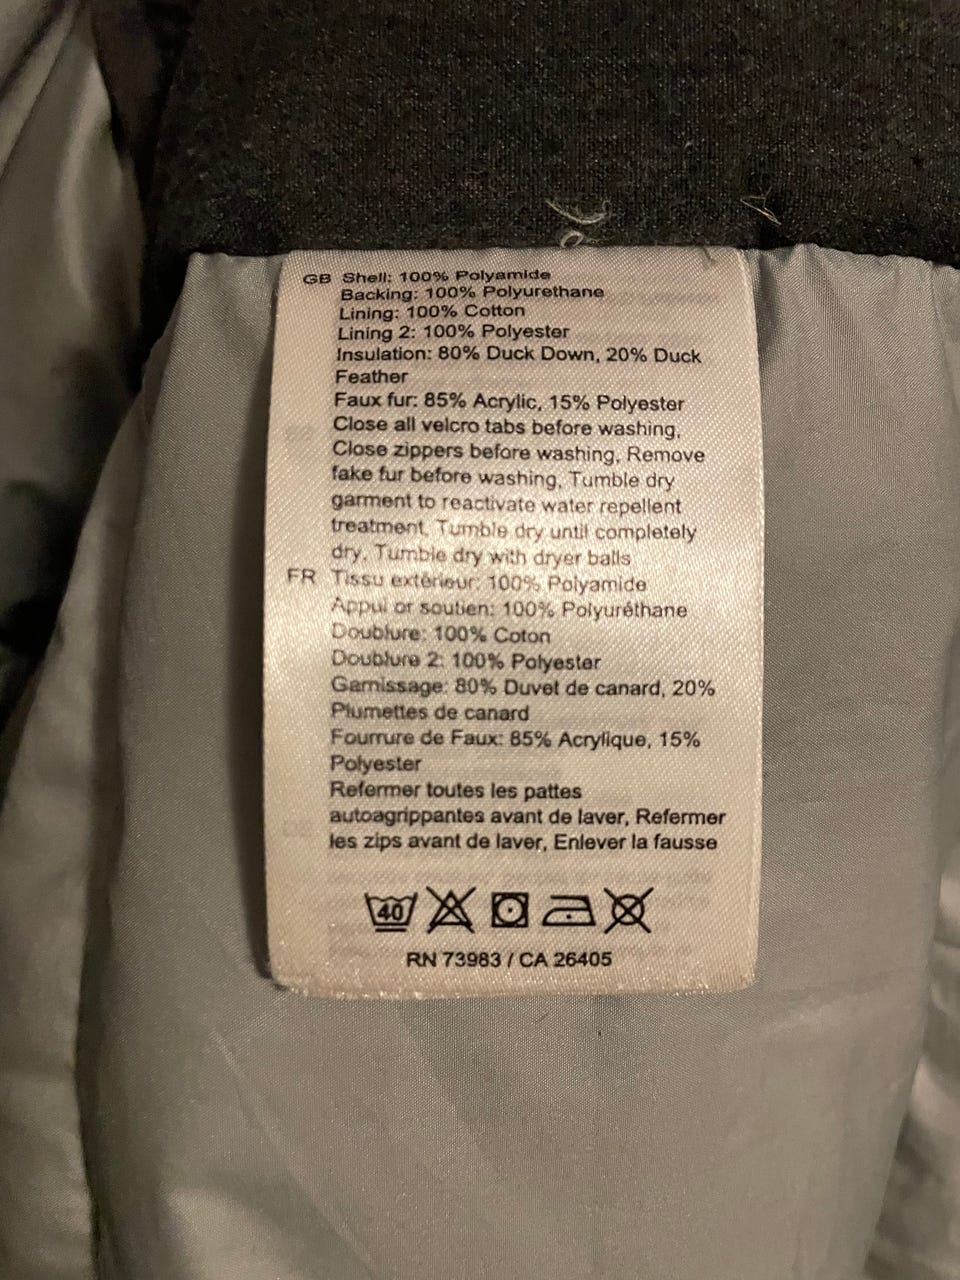 GB Shell: 100% Polyamide
Backing: 100% Polyurethane
Lining: 100% Cotton
Lining 2: 100% Polyester
Insulation: 80% Duck Down, 20% Duck
Feather
Faux fur: 85% Acrylic, 15% Polyester
Close all velcro tabs before washing,
Close zippers before washing, Remove
fake fur before washing, Tumble dry
garment to reactivate water repellent
treatment, Tumble dry until completely
dry, Tumble dry with dryer balls
FR Tissu extérieur: 100% Polyamide
Appui or soutien: 100% Polyuréthane
Doublure: 100% Coton
Doublure 2: 100% Polyester
Garnissage: 80% Duvet de canard, 20%
Plumettes de canard
Fourrure de Faux: 85% Acrylique, 15%
Polyester
Refermer toutes les pattes
autoagrippantes avant de laver, Refermer
les zips avant de laver, Enlever la fausse
40
RN 73983 / CA 26405